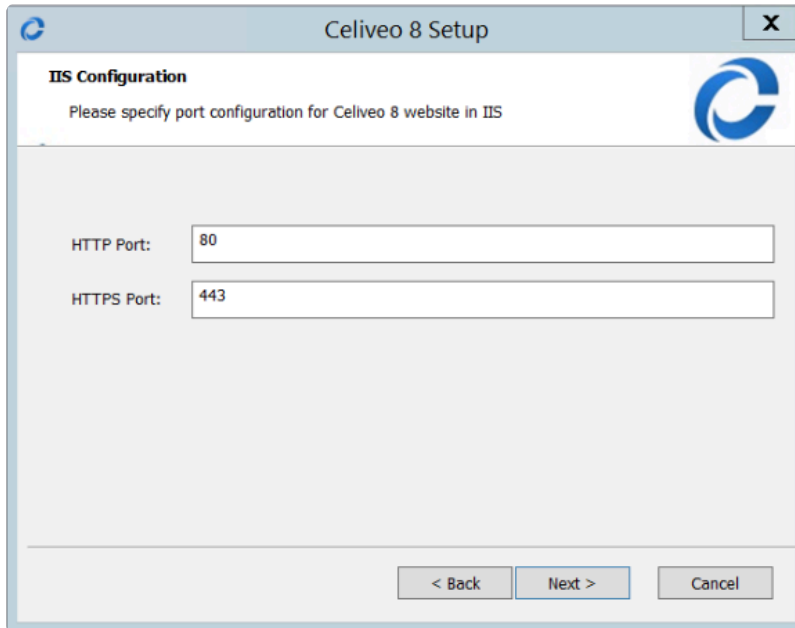 Celiveo 8 Setup
X
IIS Configuration
Please specify port configuration for Celiveo 8 website in IIS
HTTP Port:
80
HTTPS Port:
443
< Back
Next >
Cancel